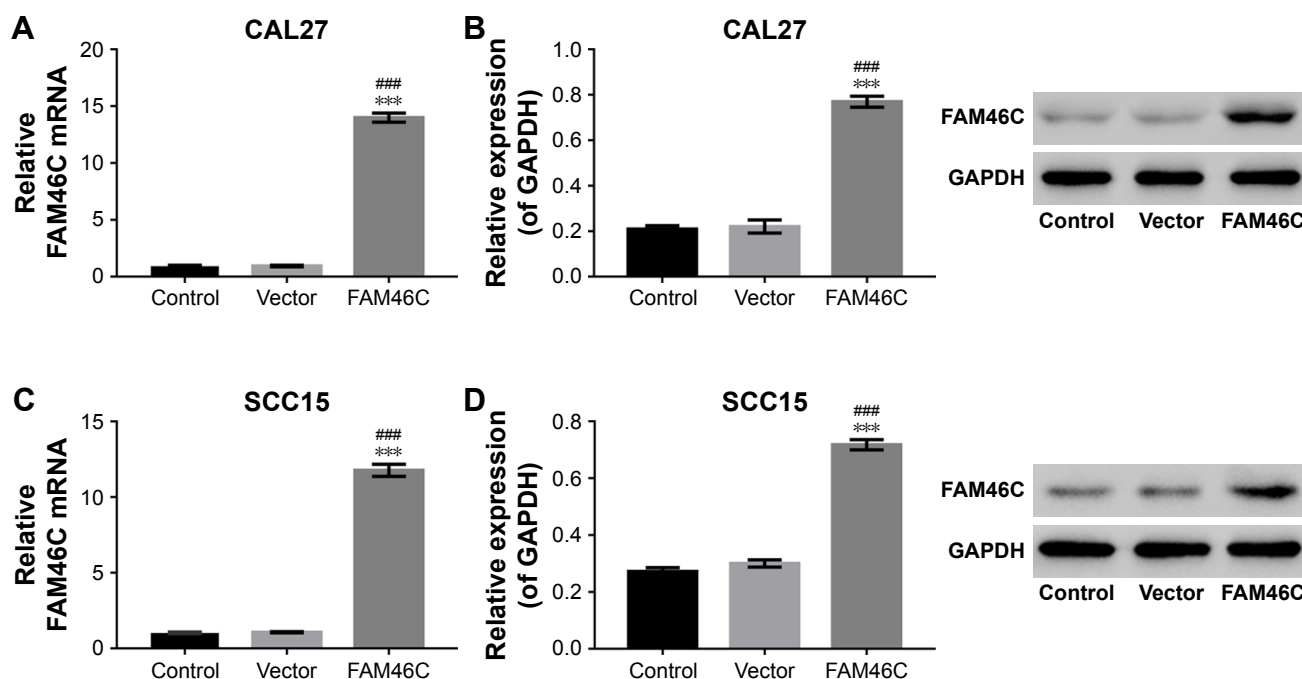 A
CAL27
Relative
FAM46C mRNA
20
15
10
5
0
###
***
Control Vector FAM46C
B
CAL27
Relative expression
(of GAPDH)
1.0
0.8
0.6
0.4
0.2
0.0
###
***
Control Vector FAM46C
FAM46C
GAPDH
Control Vector FAM46C
C
SCC15
Relative
FAM46C mRNA
15
10
5
0
###
***
Control Vector FAM46C
D
SCC15
Relative expression
(of GAPDH)
0.8
0.6
0.4
0.2
0.0
###
***
Control Vector FAM46C
FAM46C
GAPDH
Control Vector FAM46C